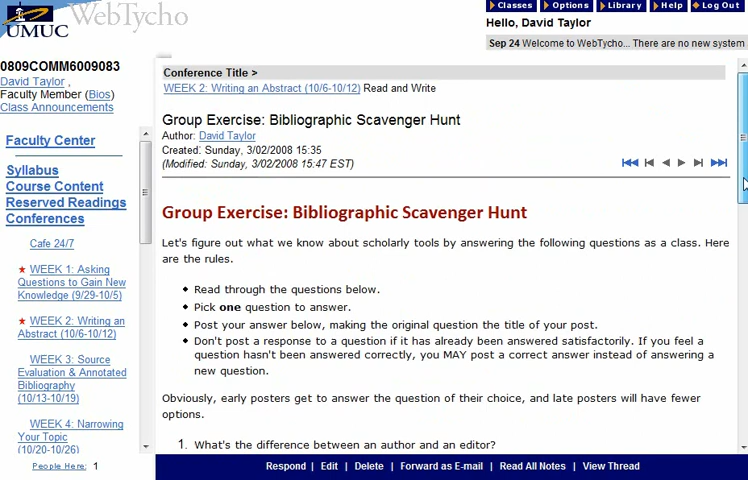 UMUC WebTycho
Classes Options Library Help Log Out
Hello, David Taylor
Sep 24 Welcome to WebTycho... There are no new system
0809COMM6009083
David Taylor ,
Faculty Member (Bios)
Class Announcements
Faculty Center
Syllabus
Course Content
Reserved Readings
Conferences
Cafe 24/7
WEEK 1: Asking
Questions to Gain New
Knowledge (9/29-10/5)
WEEK 2: Writing an
Abstract (10/6-10/12)
WEEK 3: Source
Evaluation & Annotated
Bibliography
(10/13-10/19)
WEEK 4: Narrowing
Your Topic
(10/20-10/26)
People Here: 1
Conference Title >
WEEK 2: Writing an Abstract (10/6-10/12) Read and Write
Group Exercise: Bibliographic Scavenger Hunt
Author: David Taylor
Created: Sunday, 3/02/2008 15:35
(Modified: Sunday, 3/02/2008 15:47 EST)
Group Exercise: Bibliographic Scavenger Hunt
Let's figure out what we know about scholarly tools by answering the following questions as a class. Here
are the rules.
Read through the questions below.
Pick one question to answer.
Post your answer below, making the original question the title of your post.
Don't post a response to a question if it has already been answered satisfactorily. If you feel a
question hasn't been answered correctly, you MAY post a correct answer instead of answering a
new question.
Obviously, early posters get to answer the question of their choice, and late posters will have fewer
options.
1. What's the difference between an author and an editor?
Respond | Edit | Delete | Forward as E-mail | Read All Notes | View Thread